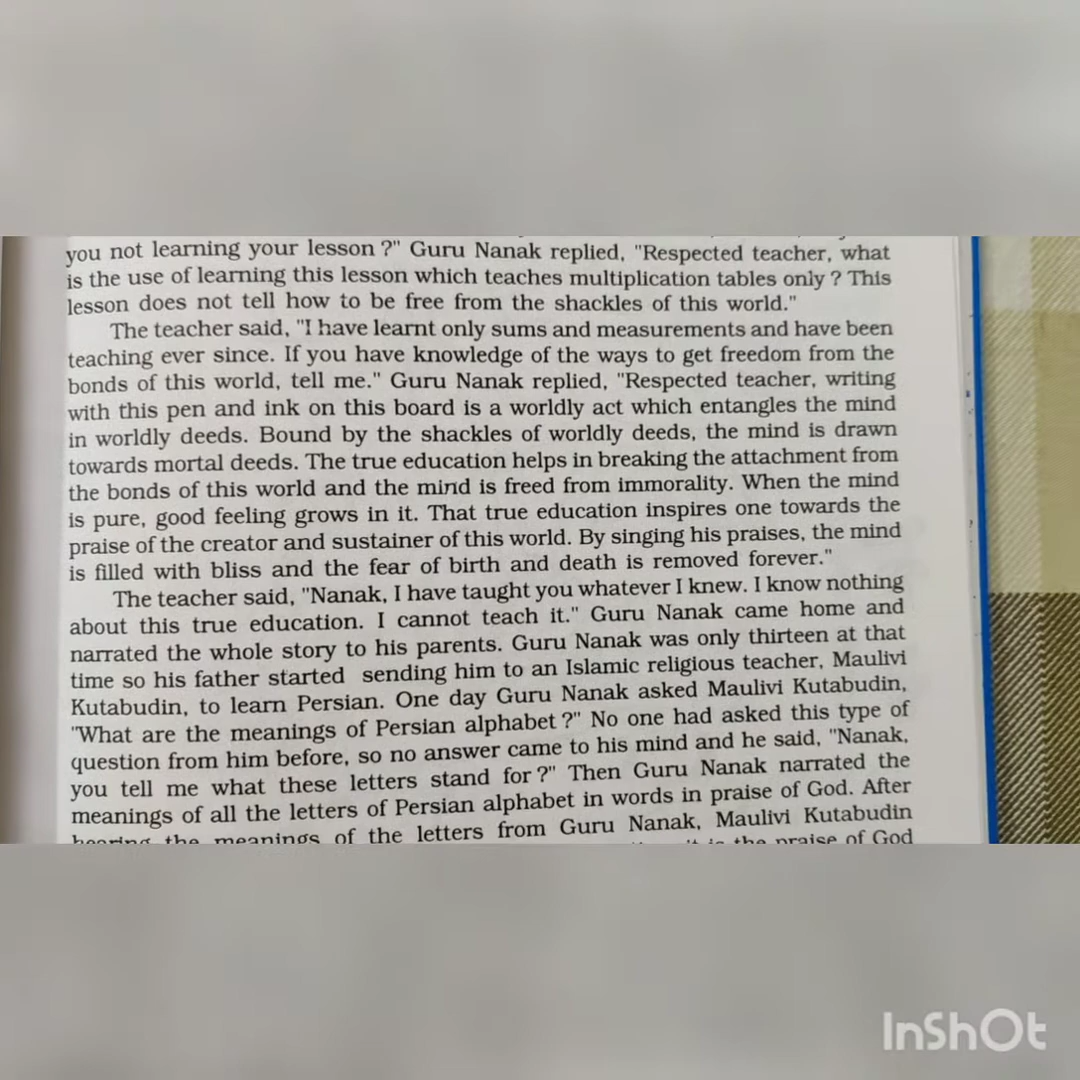 you not learning your lesson ?" Guru Nanak replied, "Respected teacher, what
is the use of learning this lesson which teaches multiplication tables only ? This
lesson does not tell how to be free from the shackles of this world."
The teacher said, "I have learnt only sums and measurements and have been
teaching ever since. If you have knowledge of the ways to get freedom from the
bonds of this world, tell me." Guru Nanak replied, "Respected teacher, writing
with this pen and ink on this board is a worldly act which entangles the mind
in worldly deeds. Bound by the shackles of worldly deeds, the mind is drawn
towards mortal deeds. The true education helps in breaking the attachment from
the bonds of this world and the mind is freed from immorality. When the mind
is pure, good feeling grows in it. That true education inspires one towards the
praise of the creator and sustainer of this world. By singing his praises, the mind
is filled with bliss and the fear of birth and death is removed forever."
The teacher said, "Nanak, I have taught you whatever I knew. I know nothing
about this true education. I cannot teach it." Guru Nanak came home and
narrated the whole story to his parents. Guru Nanak was only thirteen at that
time so his father started sending him to an Islamic religious teacher, Maulivi
Kutabudin, to learn Persian. One day Guru Nanak asked Maulivi Kutabudin,
"What are the meanings of Persian alphabet ?" No one had asked this type of
question from him before, so no answer came to his mind and he said, "Nanak,
you tell me what these letters stand for ?" Then Guru Nanak narrated the
meanings of all the letters of Persian alphabet in words in praise of God. After
hearing the meanings of the letters from Guru Nanak, Maulivi Kutabudin
is the praise of God
InShOt